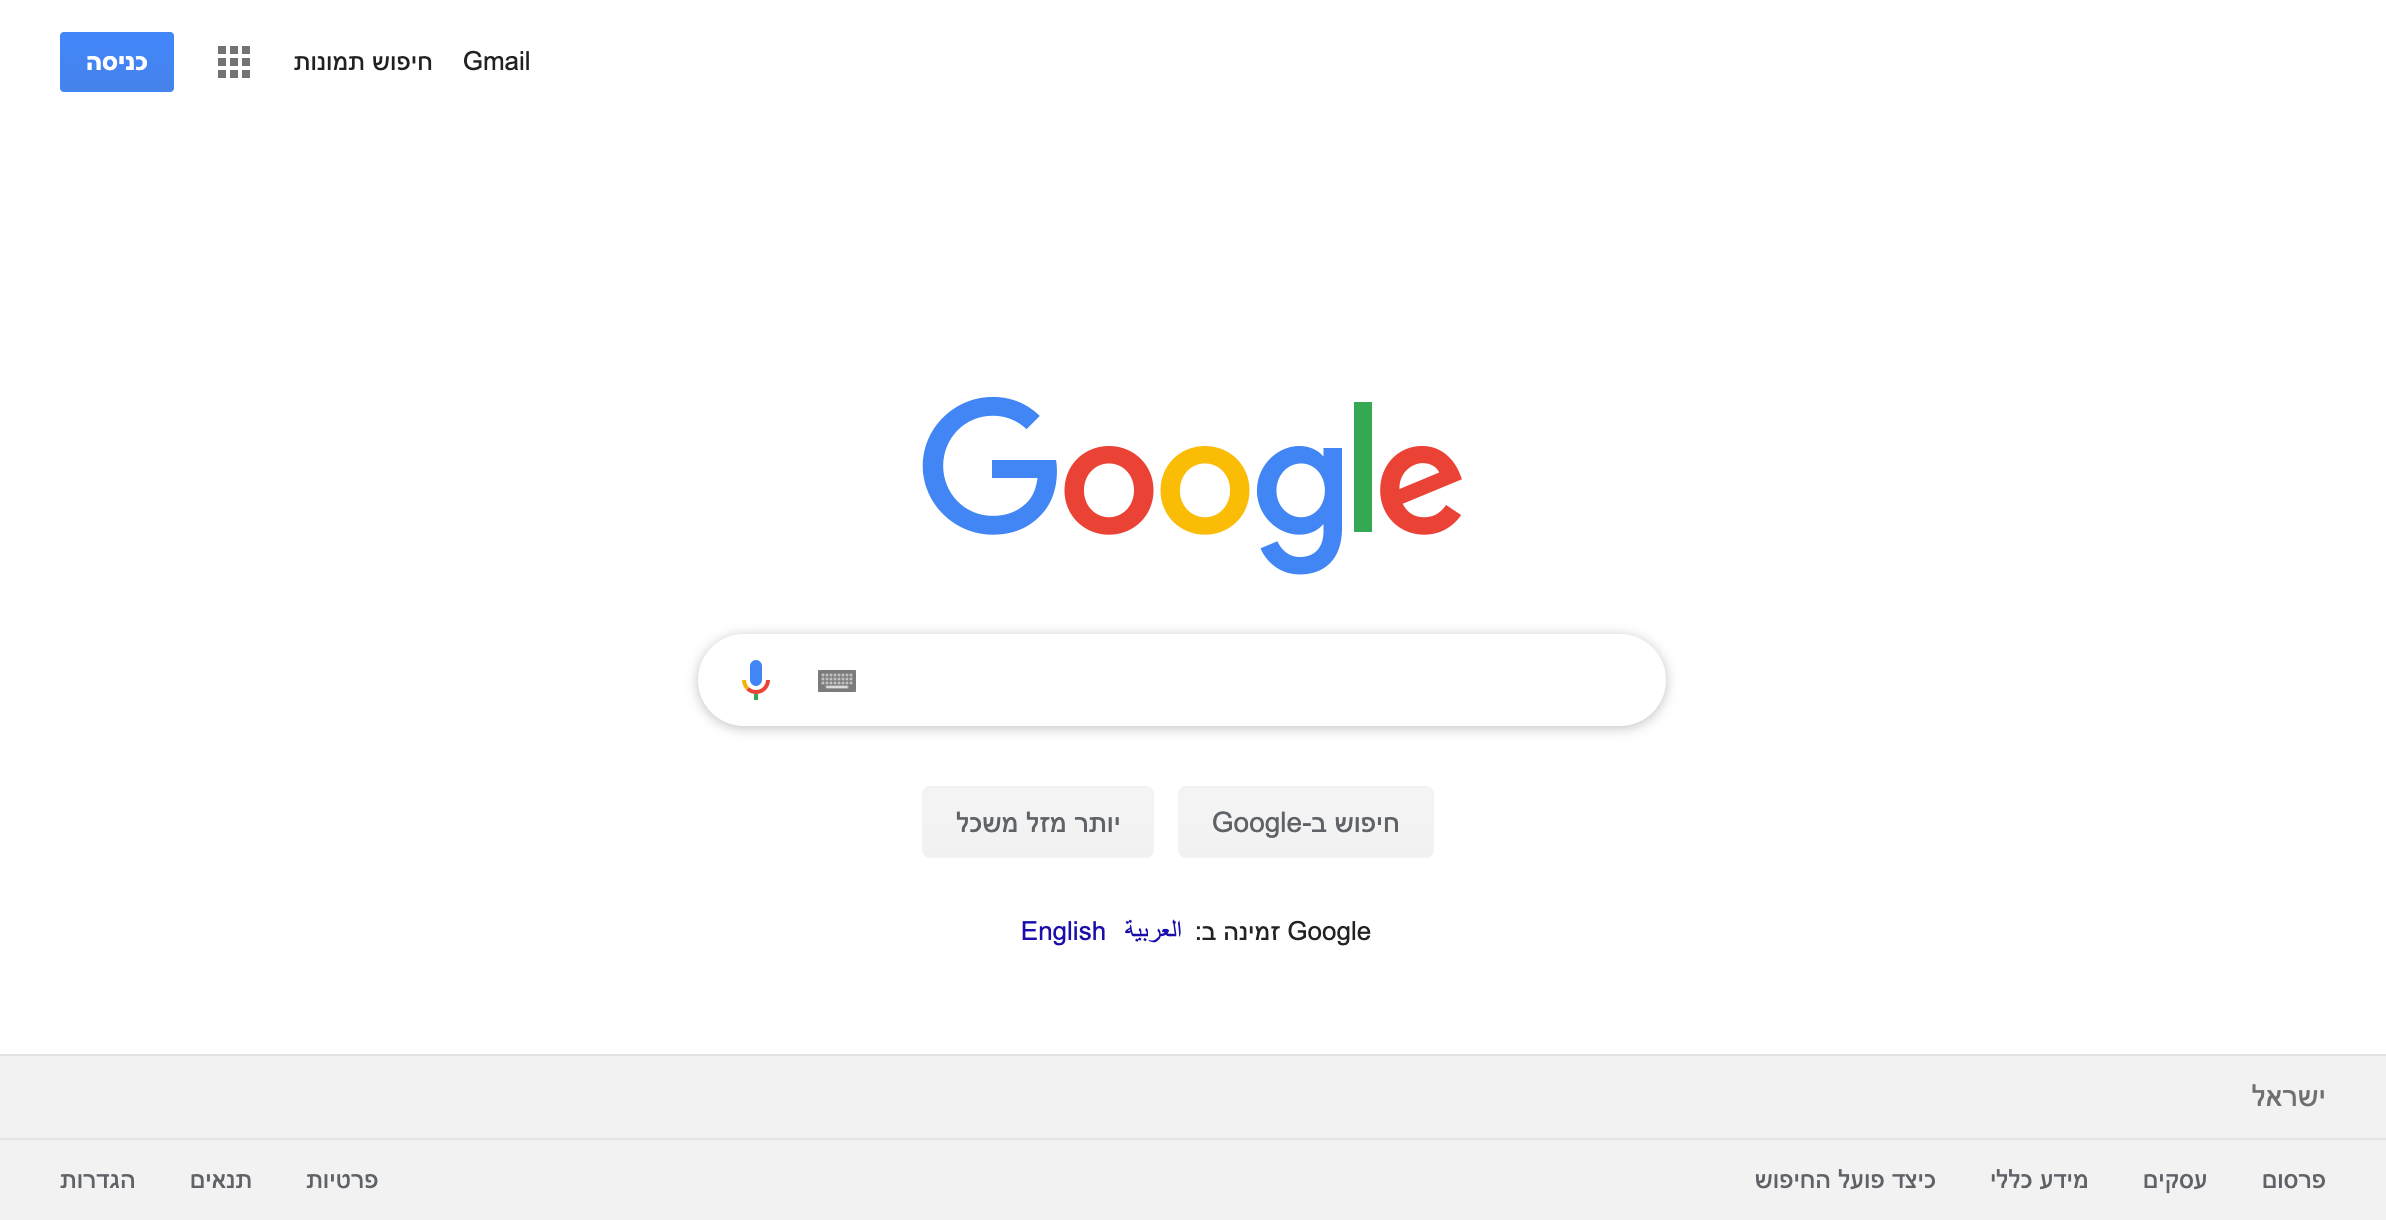 Gmail חיפוש תמונות כניסה
Google
חיפוש ב-Google יותר מזל משכל
Google זמינה ב: العربية English
ישראל
פרסום עסקים מידע כללי כיצד פועל החיפוש פרטיות תנאים הגדרות